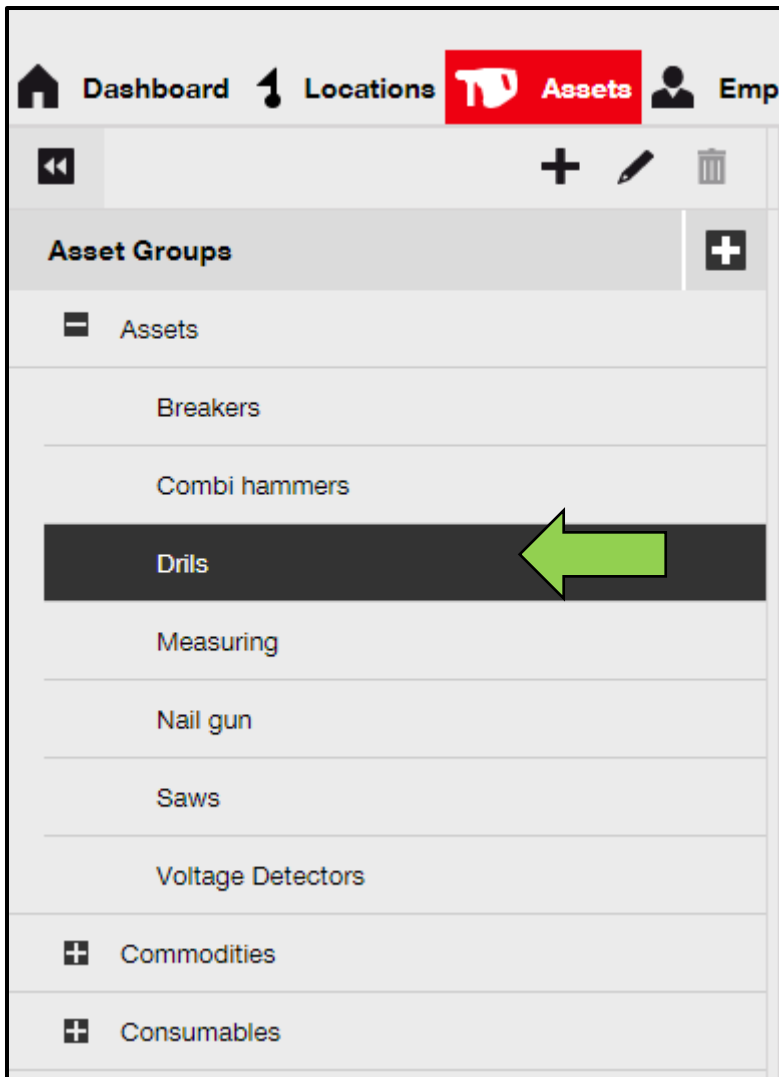 Dashboard Locations Assets Emp
Asset Groups
Assets
Breakers
Combi hammers
Drils
Measuring
Nail gun
Saws
Voltage Detectors
Commodities
Consumables